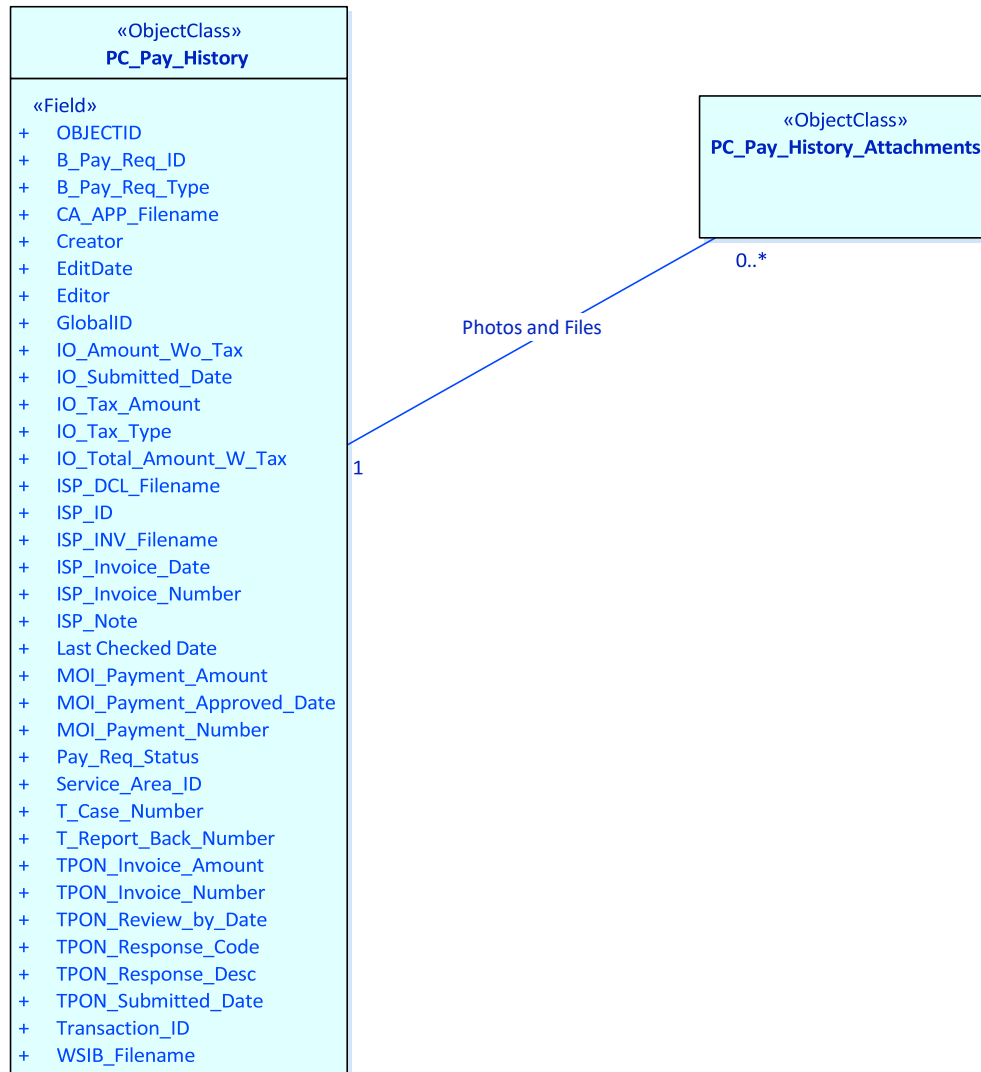 «ObjectClass»
PC_Pay_History
«Field»
+ OBJECTID
+ B_Pay_Req_ID
+ B_Pay_Req_Type
+ CA_APP_Filename
+ Creator
+ EditDate
+ Editor
+ GlobalID
+ IO_Amount_Wo_Tax
+ IO_Submitted_Date
+ IO_Tax_Amount
+ IO_Tax_Type
+ IO_Total_Amount_W_Tax
+ ISP_DCL_Filename
+ ISP_ID
+ ISP_INV_Filename
+ ISP_Invoice_Date
+ ISP_Invoice_Number
+ ISP_Note
+ Last Checked Date
+ MOI_Payment_Amount
+ MOI_Payment_Approved_Date
+ MOI_Payment_Number
+ Pay_Req_Status
+ Service_Area_ID
+ T_Case_Number
+ T_Report_Back_Number
+ TPON_Invoice_Amount
+ TPON_Invoice_Number
+ TPON_Review_by_Date
+ TPON_Response_Code
+ TPON_Response_Desc
+ TPON_Submitted_Date
+ Transaction_ID
+ WSIB_Filename
1
Photos and Files
0..*
«ObjectClass»
PC_Pay_History_Attachments